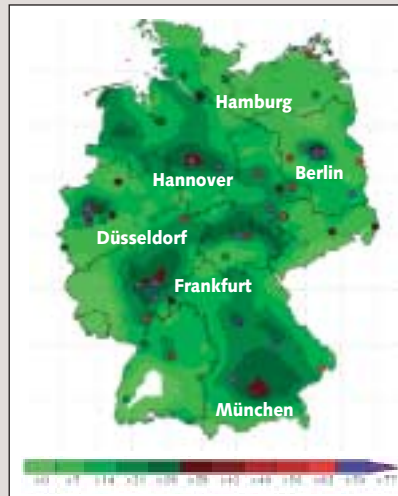 Hamburg
Berlin
Hannover
Düsseldorf
Frankfurt
München